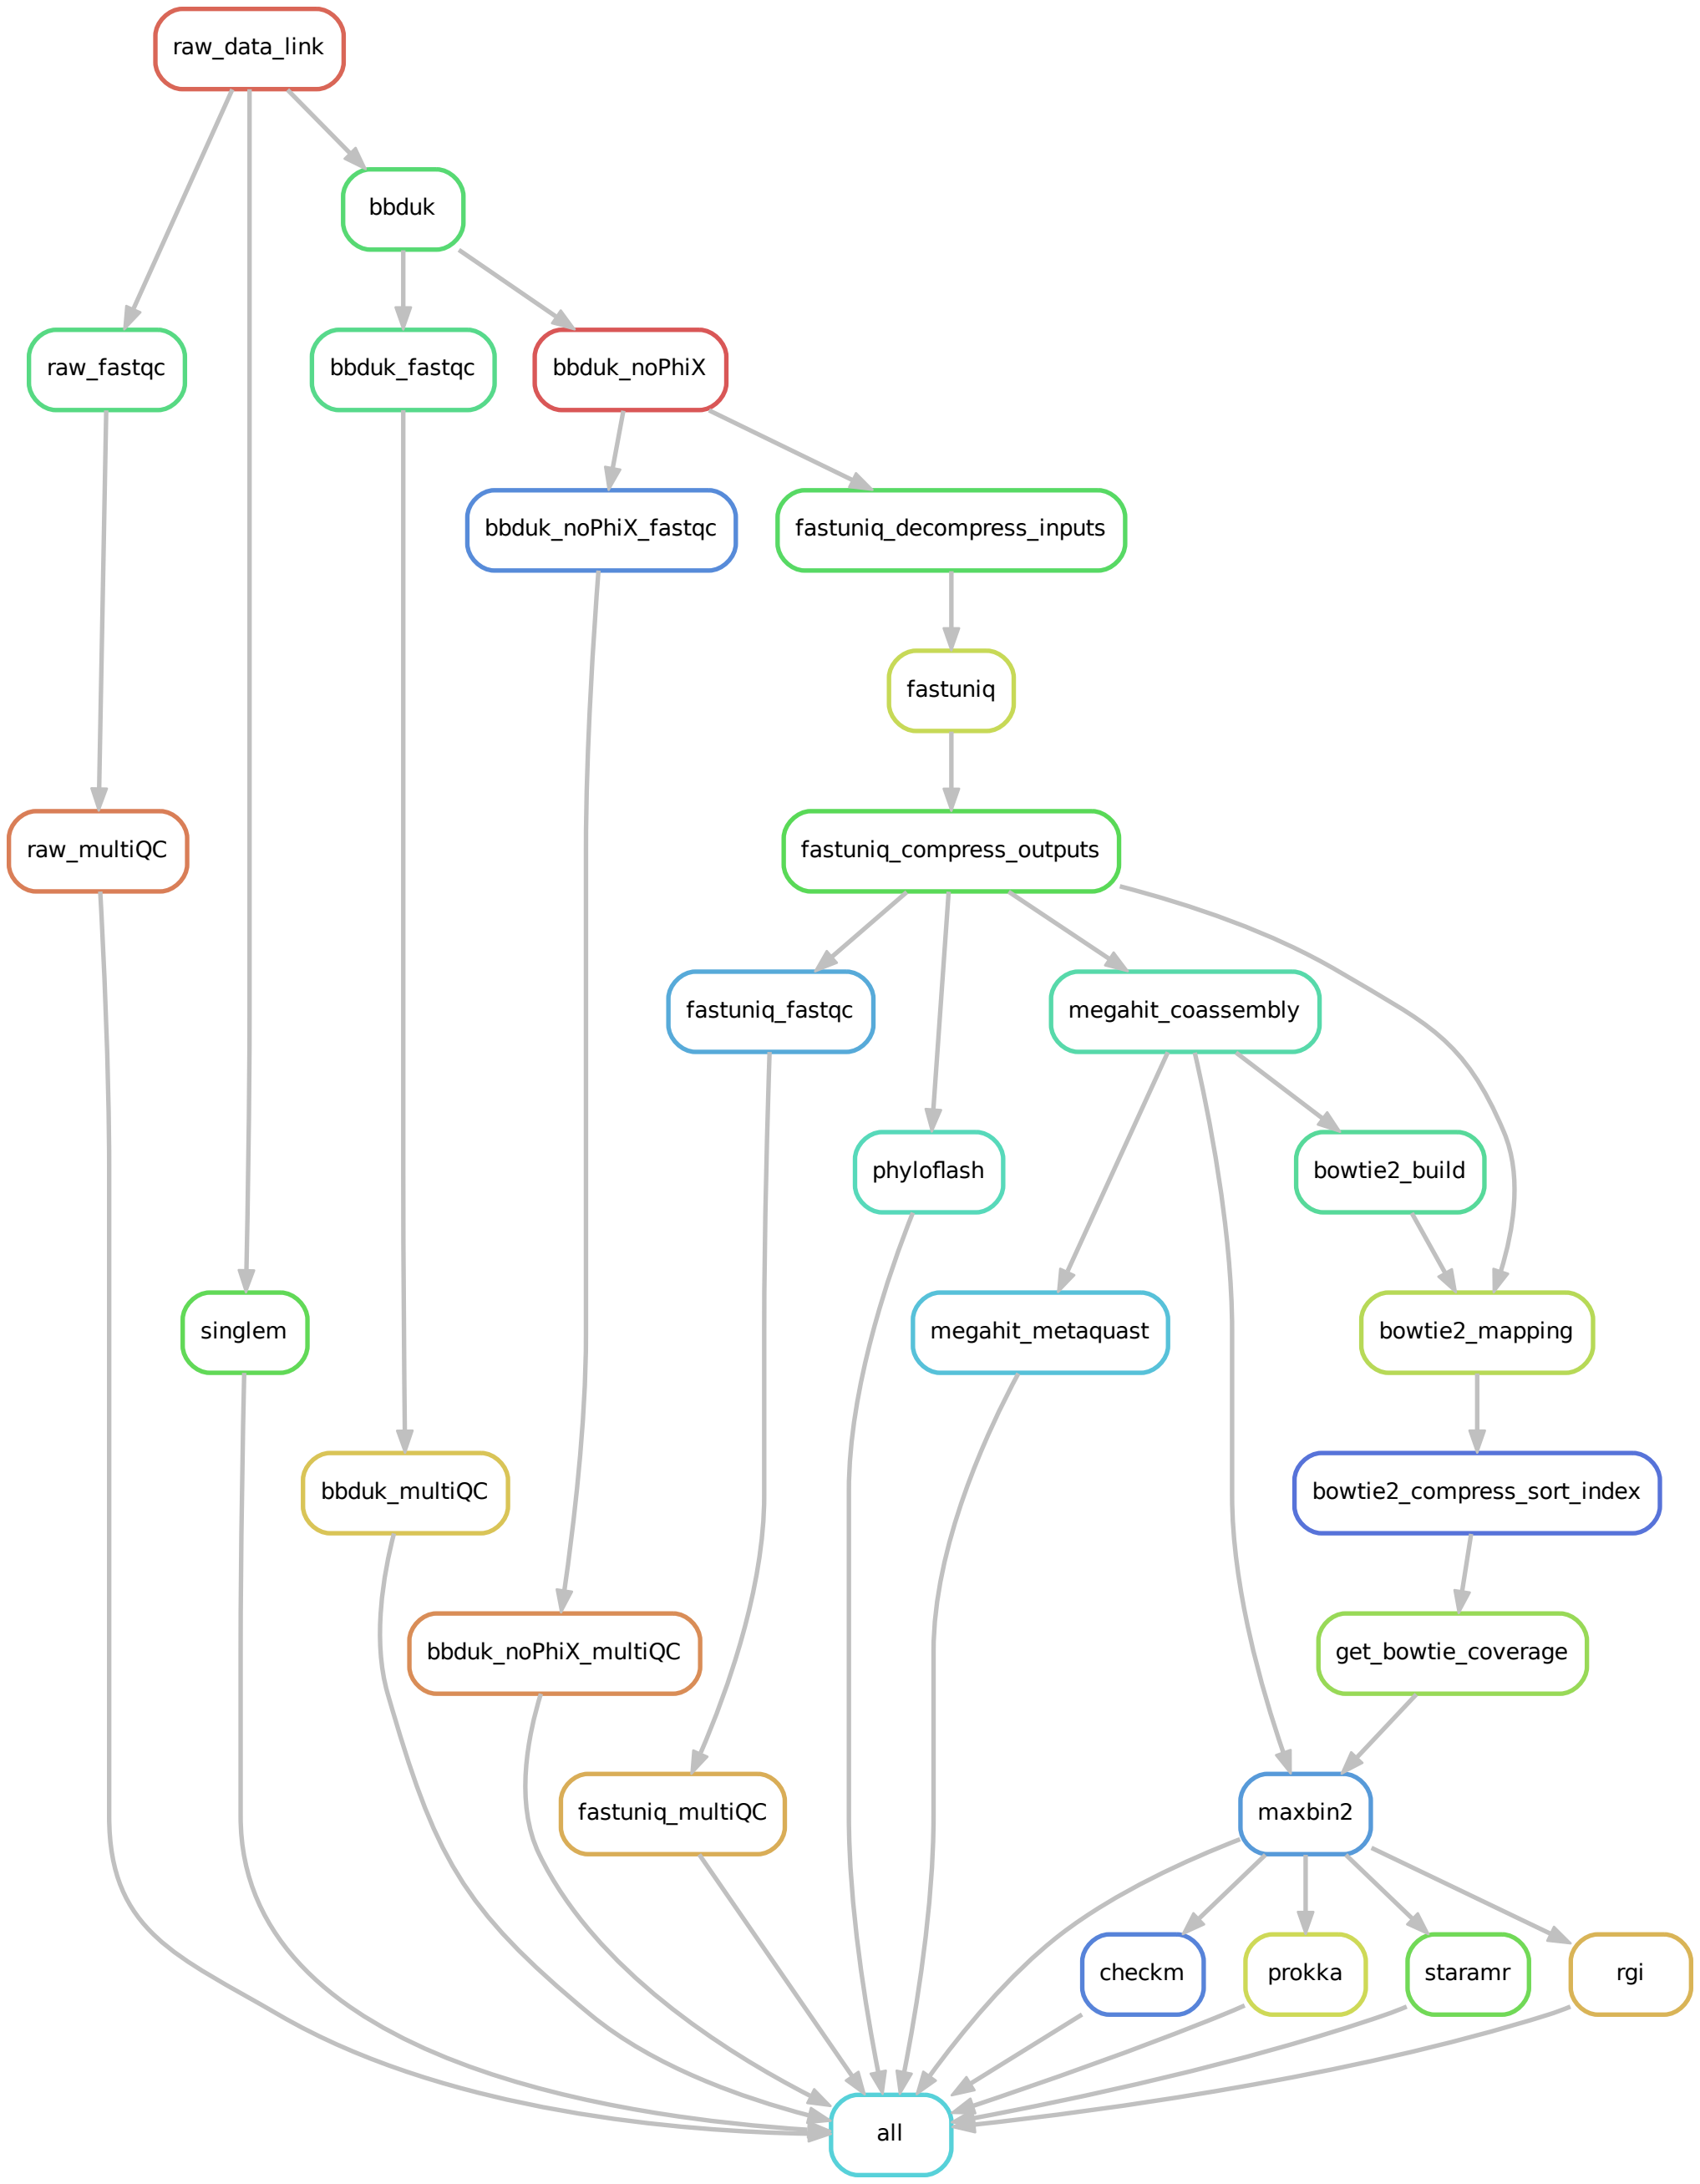 raw_data_link
bbduk
raw_fastqc
bbduk_fastqc
bbduk_noPhiX
bbduk_noPhiX_fastqc
fastuniq_decompress_inputs
fastuniq
raw_multiQC
fastuniq_compress_outputs
fastuniq_fastqc
megahit_coassembly
phyloflash
bowtie2_build
singlem
megahit_metaquast
bowtie2_mapping
bbduk_multiQC
bowtie2_compress_sort_index
bbduk_noPhiX_multiQC
get_bowtie_coverage
fastuniq_multiQC
maxbin2
checkm
prokka
staramr
rgi
all